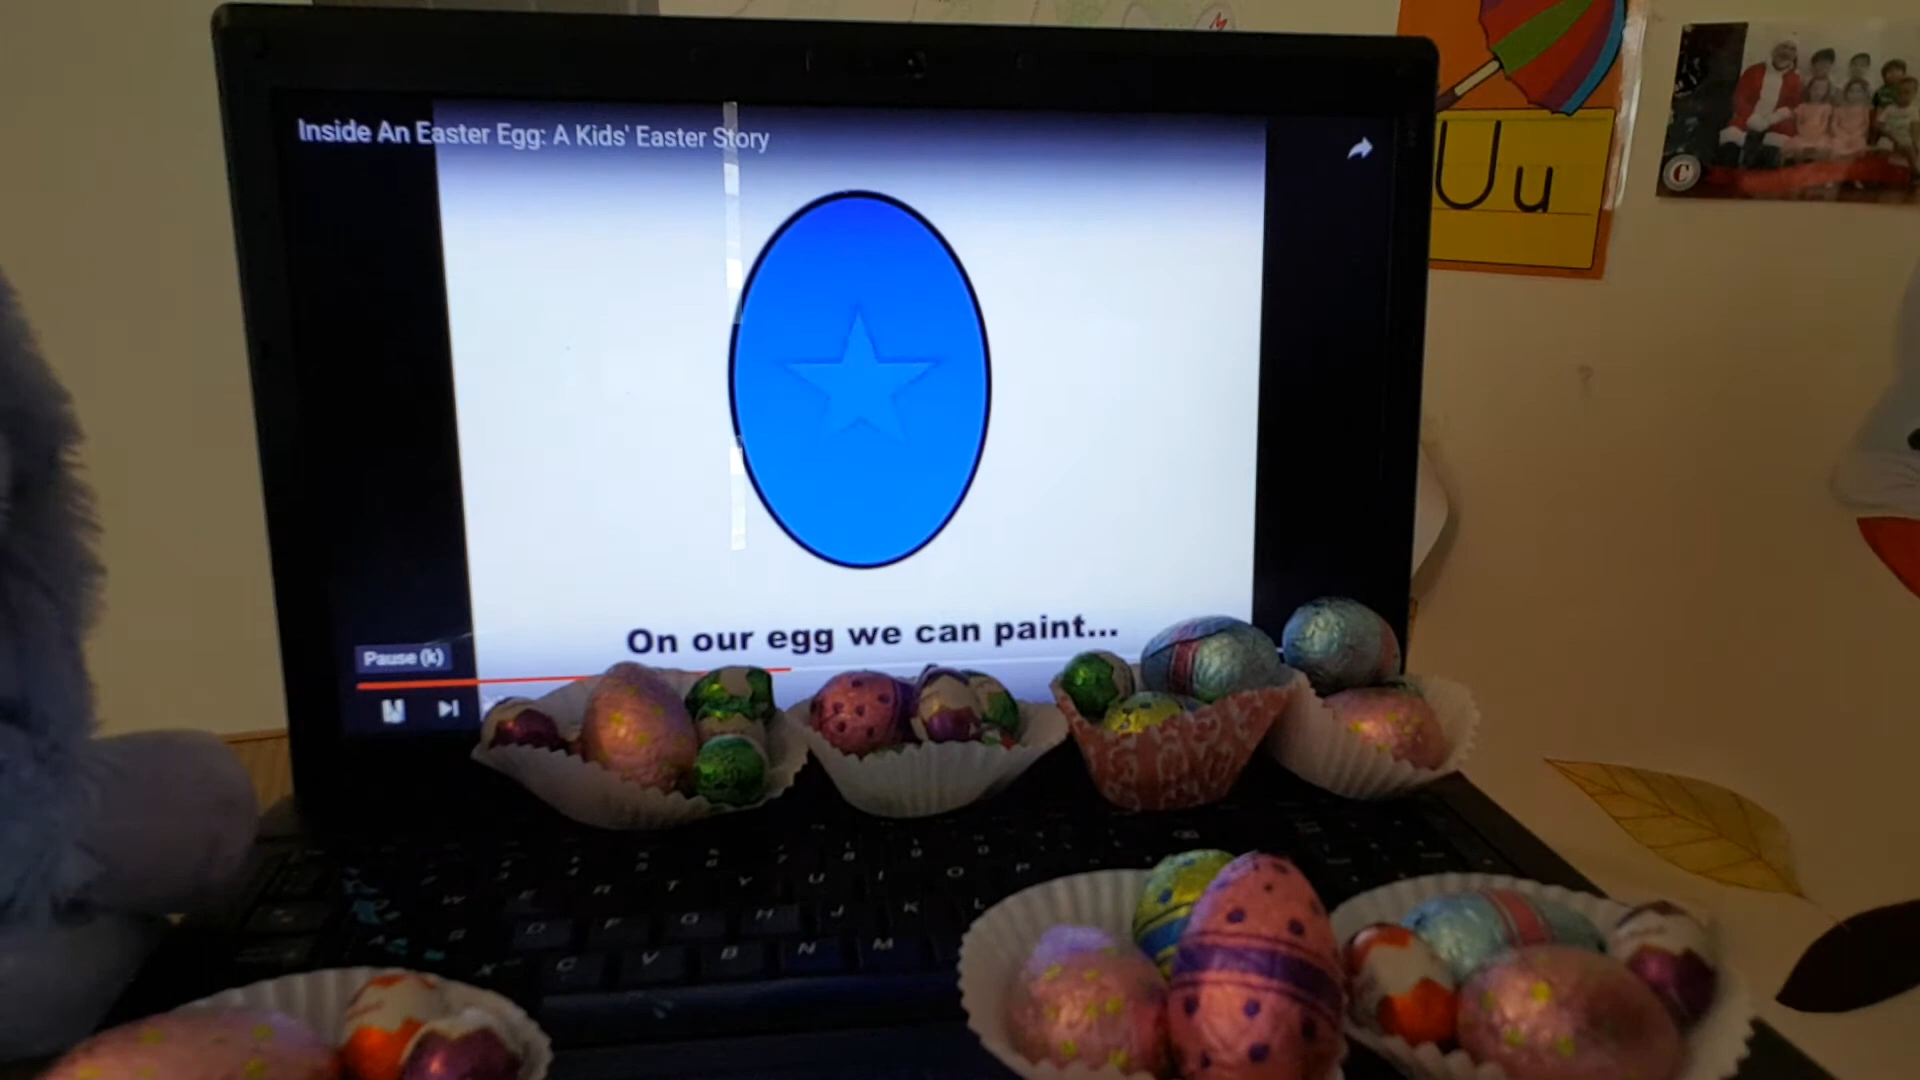 Inside An Easter Egg: A Kids' Easter Story
Uu
C
On our egg we can paint...
Pause (k)
R T Y U I O P
D F G H J K L
X C V B N M